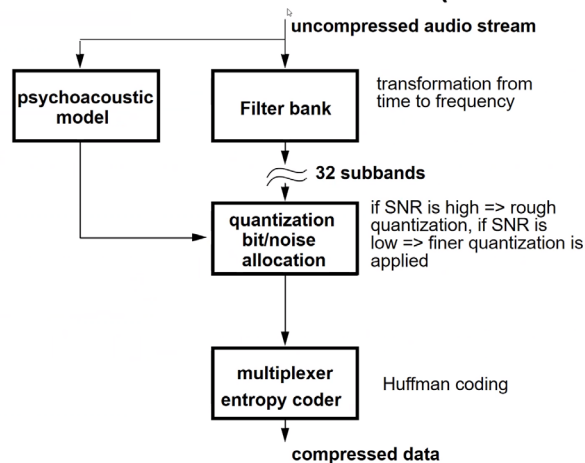 uncompressed audio stream
psychoacoustic
model
Filter bank
transformation from
time to frequency
32 subbands
quantization
bit/noise
allocation
if SNR is high => rough
quantization, if SNR is
low => finer quantization is
applied
multiplexer
entropy coder
Huffman coding
compressed data